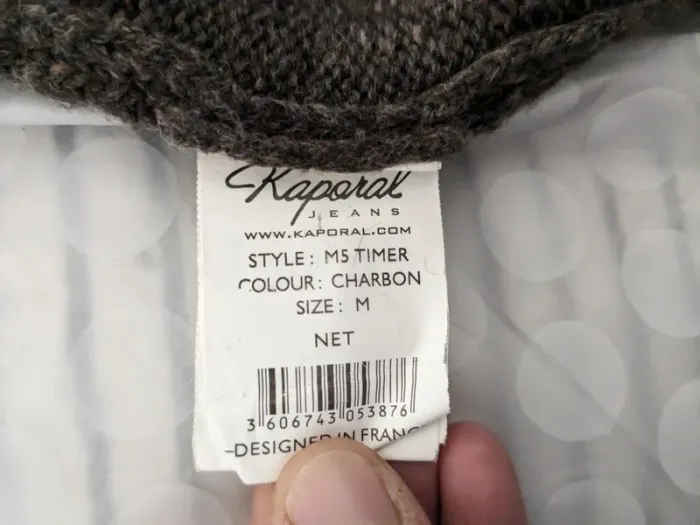 Kaporal
JEANS
WWW.KAPORAL.COM
STYLE: M5 TIMER
COLOUR: CHARBON
SIZE: M
NET
3 606743 053876
-DESIGNED IN FRANC